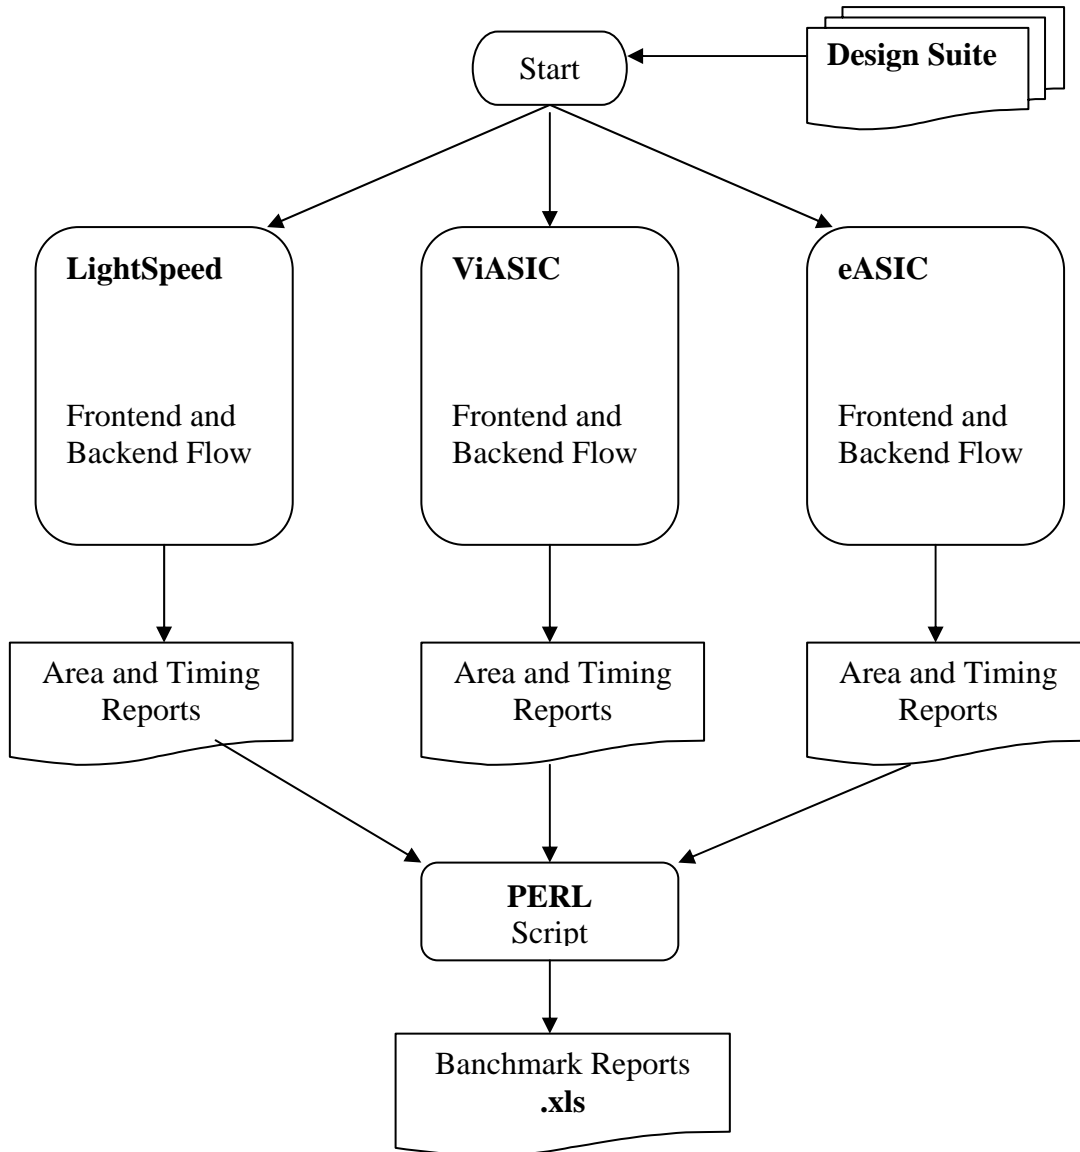 Start
Design Suite
LightSpeed
Frontend and
Backend Flow
ViASIC
Frontend and
Backend Flow
eASIC
Frontend and
Backend Flow
Area and Timing
Reports
Area and Timing
Reports
Area and Timing
Reports
PERL
Script
Banchmark Reports
.xls